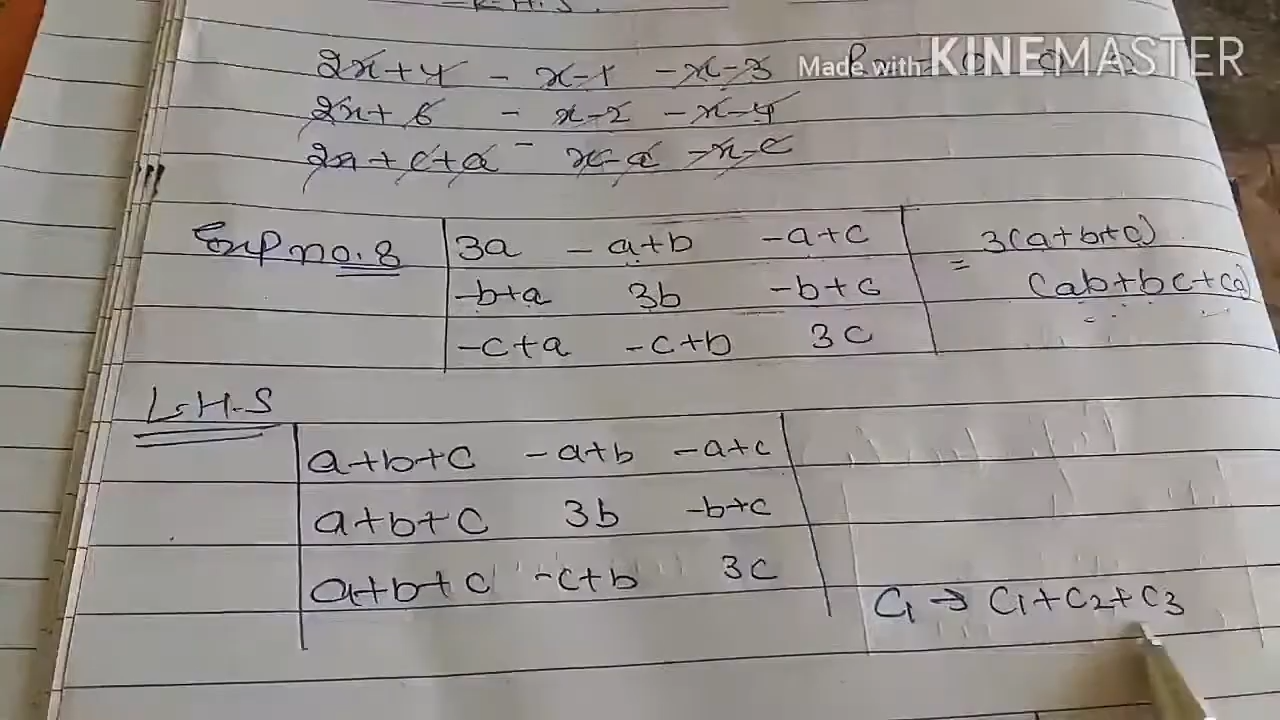 2x+4 - x-1 -x-3
Made with KINEMASTER
2x+6 - x-2 -x-4
2x+c+a - x-a -x-c
Exp no. 8
3a -a+b -a+c
-b+a 3b -b+c
-c+a -c+b 3c
= 3(a+b+c)
(ab+bc+ca)
L.H.S
a+b+c -a+b -a+c
a+b+c 3b -b+c
a+b+c -c+b 3c
C1 → C1+C2+C3